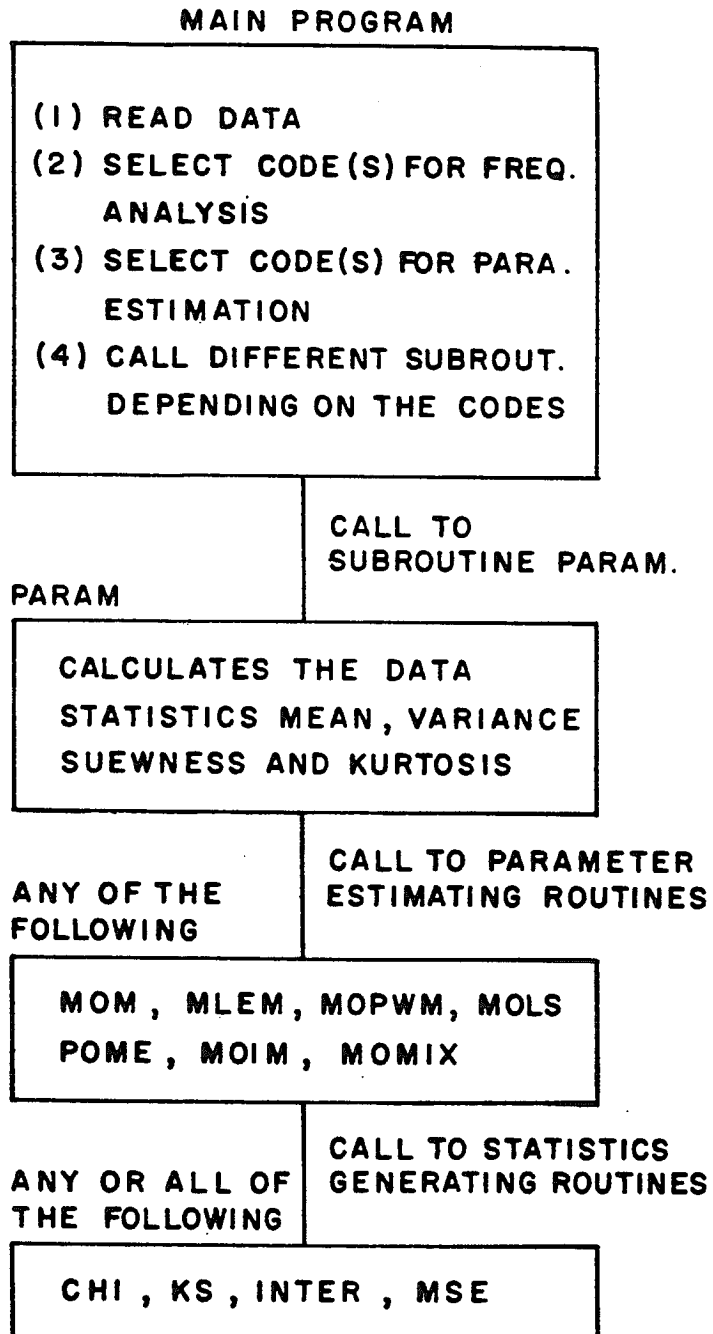 MAIN PROGRAM
(1) READ DATA
(2) SELECT CODE(S) FOR FREQ.
ANALYSIS
(3) SELECT CODE(S) FOR PARA.
ESTIMATION
(4) CALL DIFFERENT SUBROUT.
DEPENDING ON THE CODES
CALL TO
SUBROUTINE PARAM.
PARAM
CALCULATES THE DATA
STATISTICS MEAN, VARIANCE
SUEWNESS AND KURTOSIS
CALL TO PARAMETER
ESTIMATING ROUTINES
ANY OF THE
FOLLOWING
MOM, MLEM, MOPWM, MOLS
POME, MOIM, MOMIX
CALL TO STATISTICS
GENERATING ROUTINES
ANY OR ALL OF
THE FOLLOWING
CHI, KS, INTER, MSE